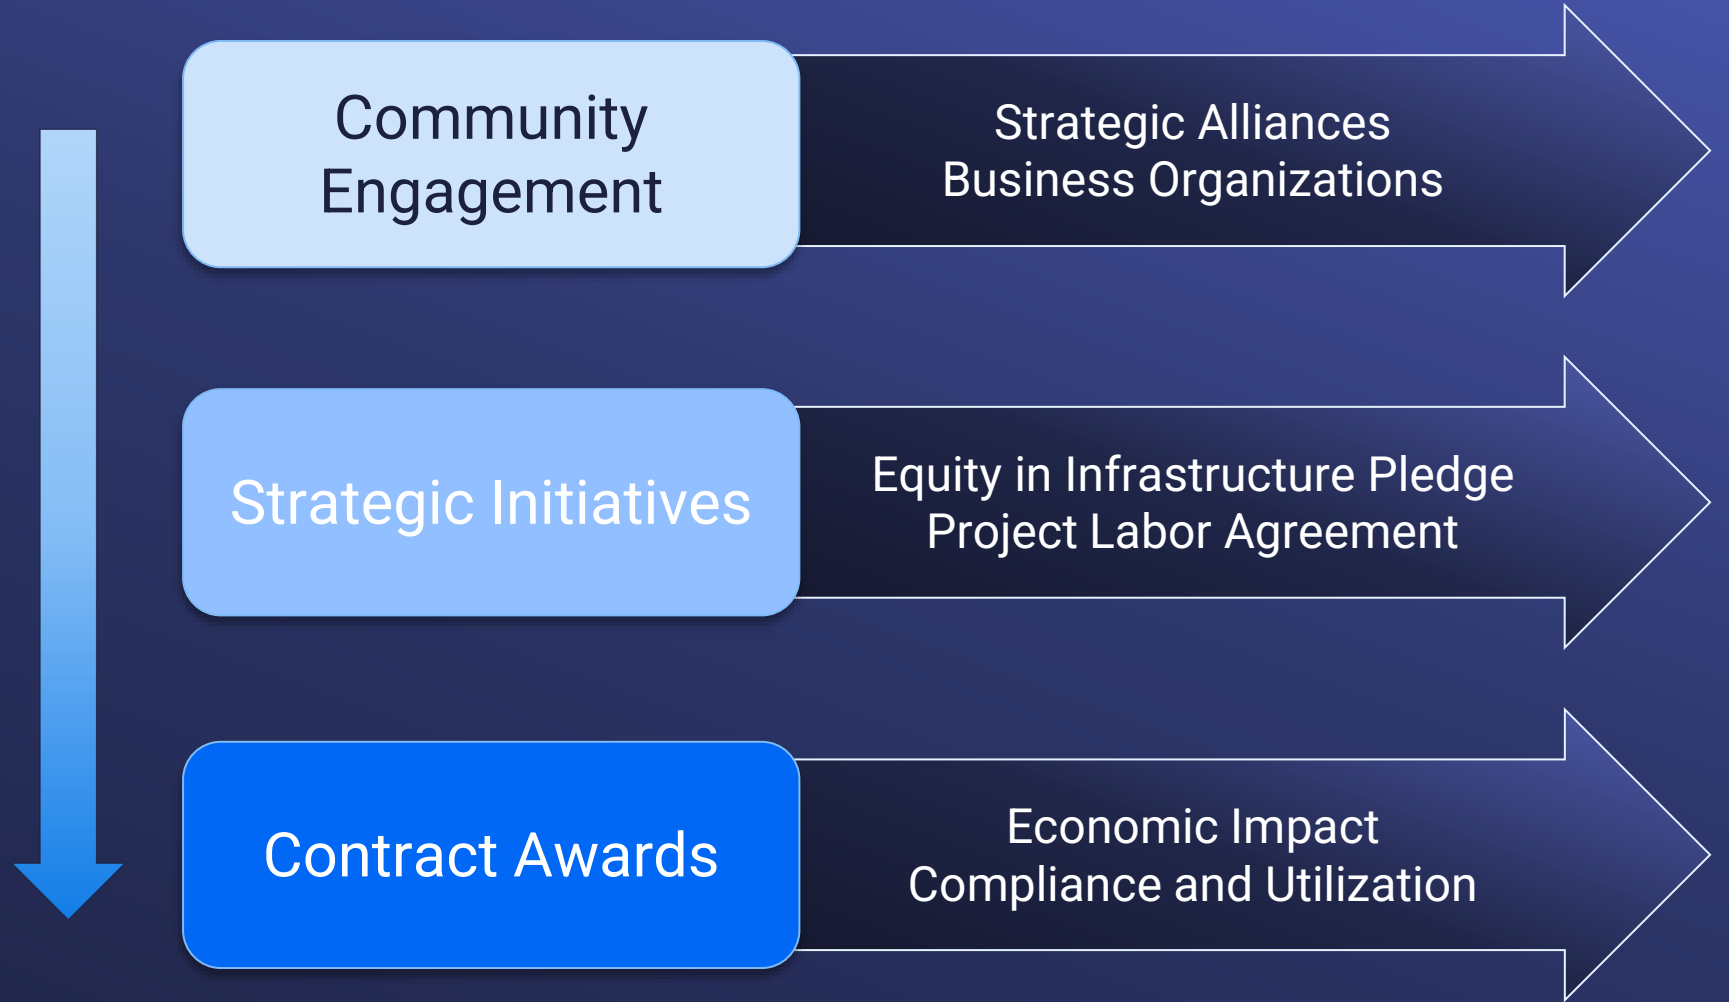 Community
Engagement
Strategic Alliances
Business Organizations
Strategic Initiatives
Equity in Infrastructure Pledge
Project Labor Agreement
Contract Awards
Economic Impact
Compliance and Utilization